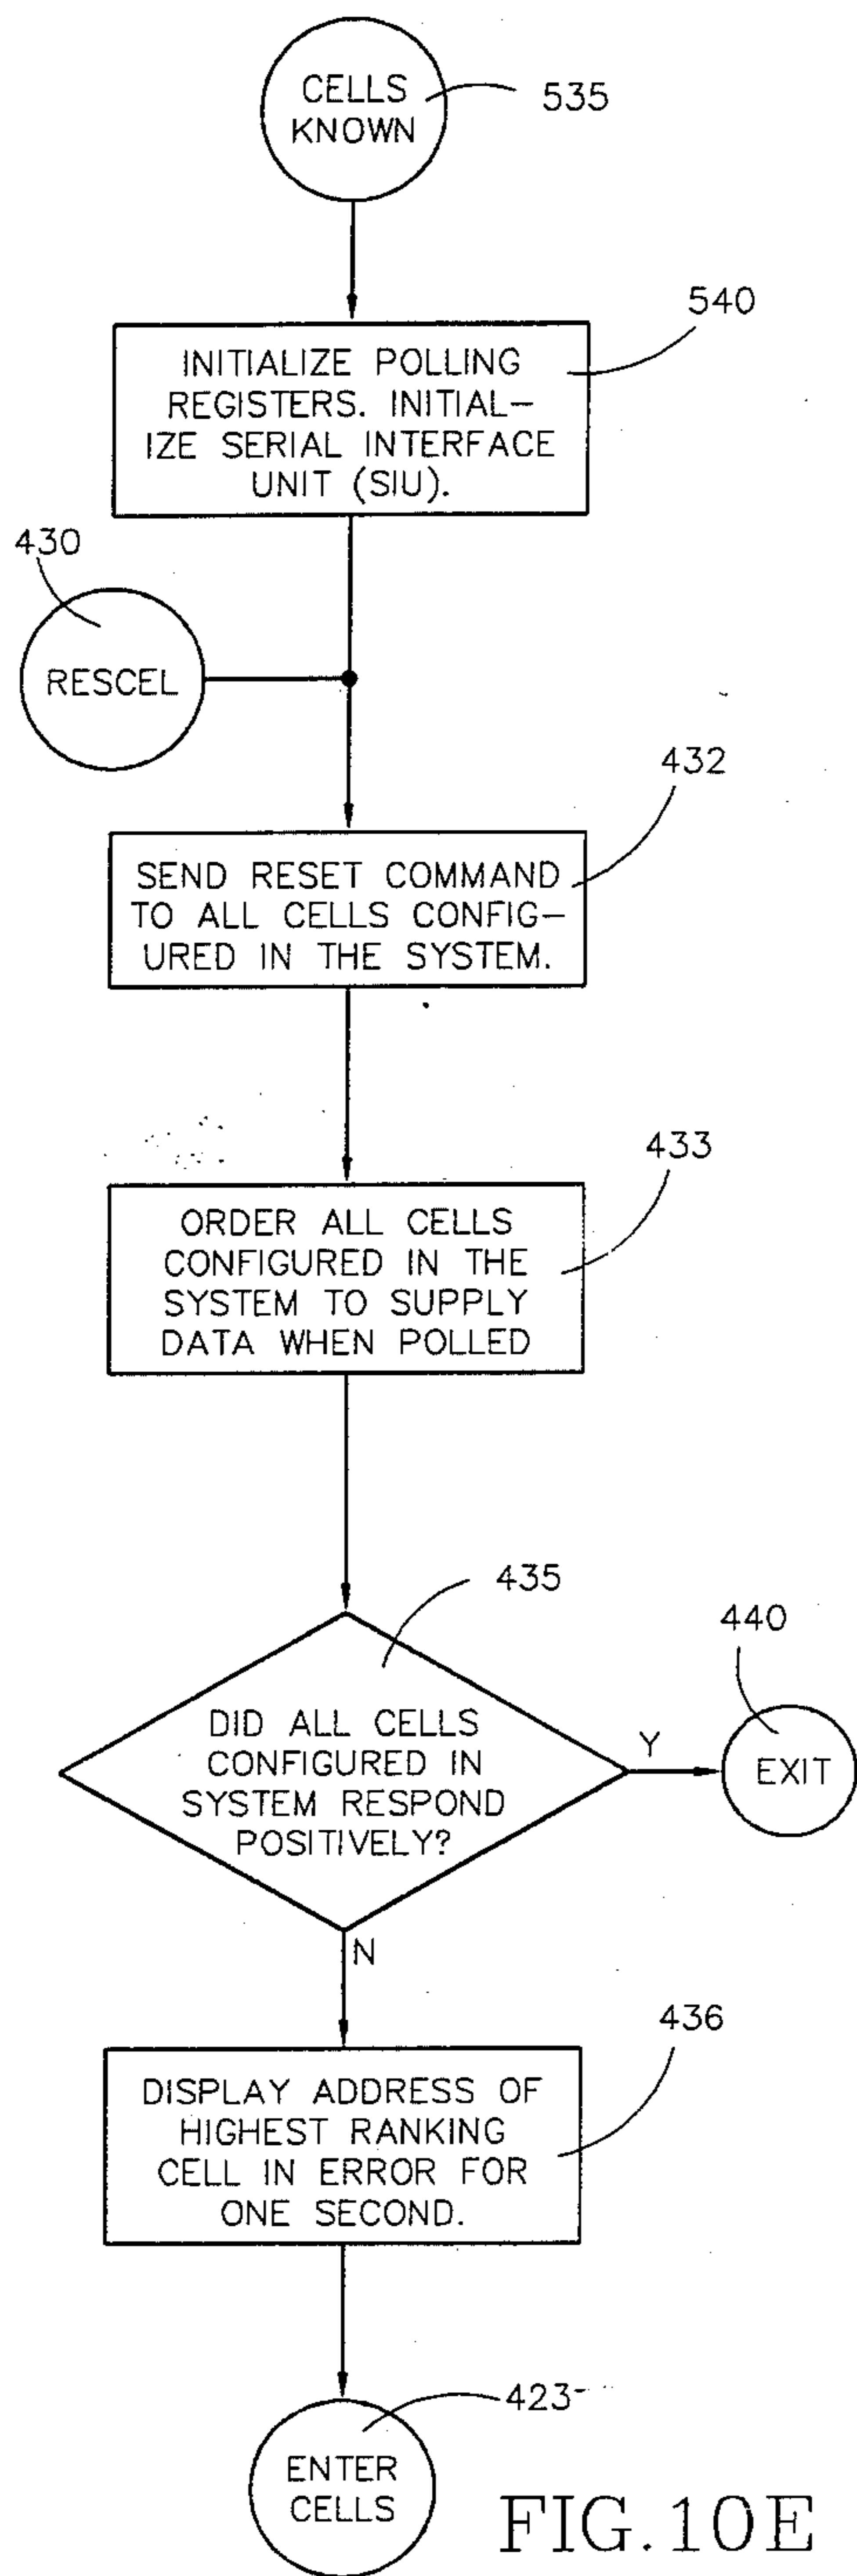 CELLS
KNOWN
535
540
INITIALIZE POLLING
REGISTERS. INITIAL-
IZE SERIAL INTERFACE
UNIT (SIU).
430
RESCEL
432
SEND RESET COMMAND
TO ALL CELLS CONFIG-
URED IN THE SYSTEM.
433
ORDER ALL CELLS
CONFIGURED IN THE
SYSTEM TO SUPPLY
DATA WHEN POLLED
435
DID ALL CELLS
CONFIGURED IN
SYSTEM RESPOND
POSITIVELY?
Y
440
EXIT
N
436
DISPLAY ADDRESS OF
HIGHEST RANKING
CELL IN ERROR FOR
ONE SECOND.
423
ENTER
CELLS
FIG. 10E